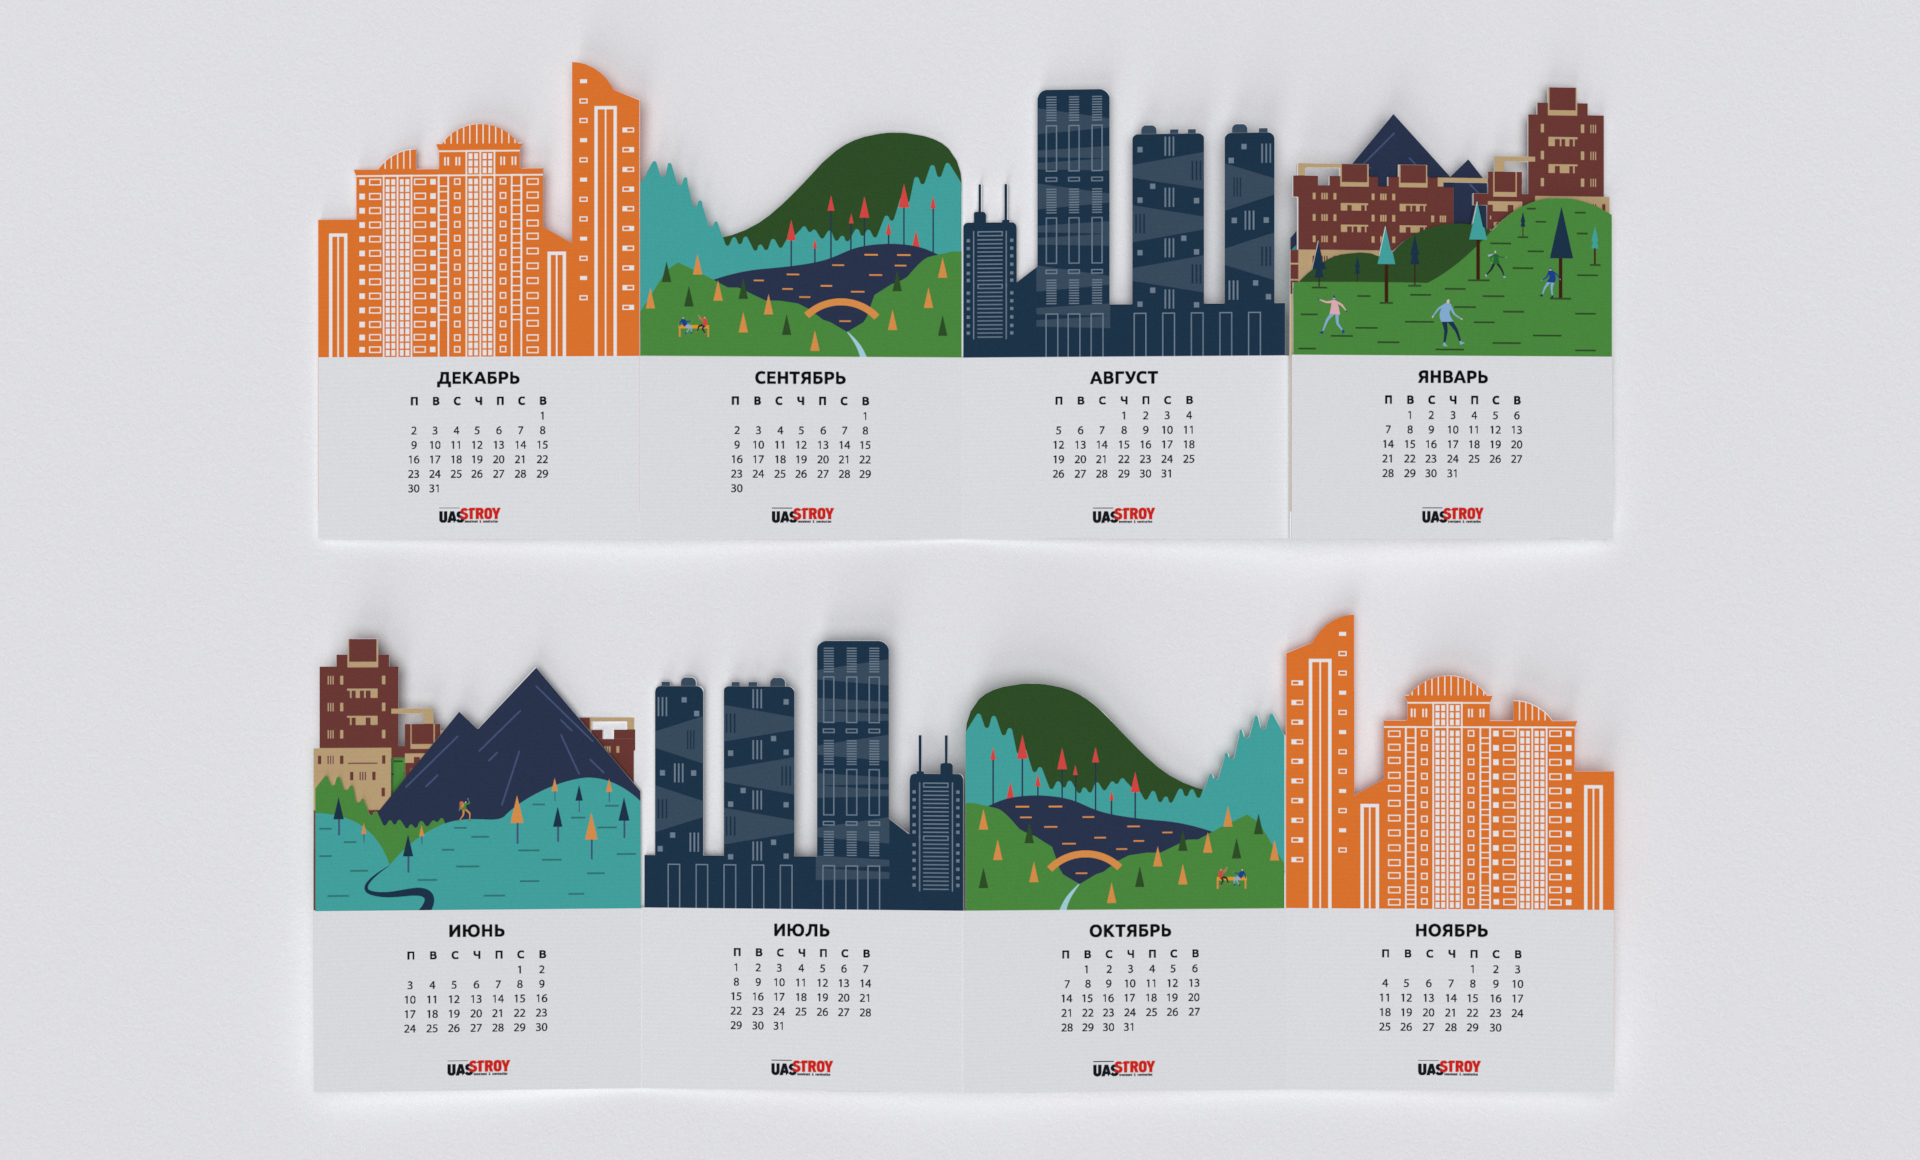 ДЕКАБРЬ
П В С Ч П С В
1
2 3 4 5 6 7 8
9 10 11 12 13 14 15
16 17 18 19 20 21 22
23 24 25 26 27 28 29
30 31
UASSTROY
СЕНТЯБРЬ
П В С Ч П С В
1
2 3 4 5 6 7 8
9 10 11 12 13 14 15
16 17 18 19 20 21 22
23 24 25 26 27 28 29
30
UASSTROY
АВГУСТ
П В С Ч П С В
1 2 3 4
5 6 7 8 9 10 11
12 13 14 15 16 17 18
19 20 21 22 23 24 25
26 27 28 29 30 31
UASSTROY
ЯНВАРЬ
П В С Ч П С В
1 2 3 4 5 6
7 8 9 10 11 12 13
14 15 16 17 18 19 20
21 22 23 24 25 26 27
28 29 30 31
UASSTROY
ИЮНЬ
П В С Ч П С В
1 2
3 4 5 6 7 8 9
10 11 12 13 14 15 16
17 18 19 20 21 22 23
24 25 26 27 28 29 30
UASSTROY
ИЮЛЬ
П В С Ч П С В
1 2 3 4 5 6 7
8 9 10 11 12 13 14
15 16 17 18 19 20 21
22 23 24 25 26 27 28
29 30 31
UASSTROY
ОКТЯБРЬ
П В С Ч П С В
1 2 3 4 5 6
7 8 9 10 11 12 13
14 15 16 17 18 19 20
21 22 23 24 25 26 27
28 29 30 31
UASSTROY
НОЯБРЬ
П В С Ч П С В
1 2 3
4 5 6 7 8 9 10
11 12 13 14 15 16 17
18 19 20 21 22 23 24
25 26 27 28 29 30
UASSTROY